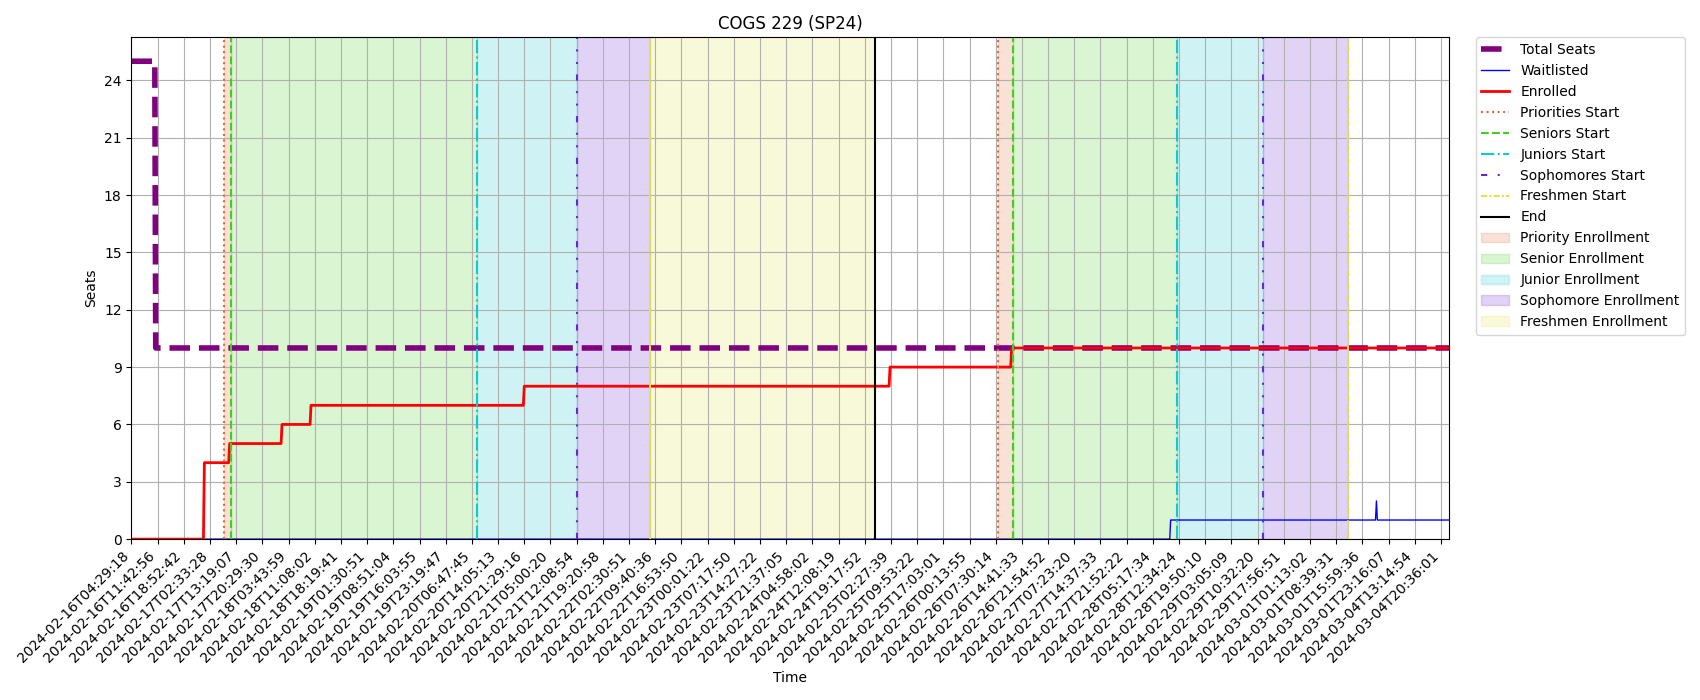 COGS 229 (SP24)
Seats
24
21
18
15
12
9
6
3
0
2024-02-16T04:29:18
2024-02-16T11:42:56
2024-02-16T18:52:42
2024-02-17T02:33:28
2024-02-17T13:19:07
2024-02-17T20:29:30
2024-02-18T03:43:59
2024-02-18T11:08:02
2024-02-18T18:19:41
2024-02-19T01:30:51
2024-02-19T08:51:04
2024-02-19T16:03:55
2024-02-19T23:19:47
2024-02-20T06:47:45
2024-02-20T14:05:13
2024-02-20T21:29:16
2024-02-21T05:00:20
2024-02-21T12:08:54
2024-02-21T19:20:58
2024-02-22T02:30:51
2024-02-22T09:40:36
2024-02-22T16:53:50
2024-02-23T00:01:22
2024-02-23T07:17:50
2024-02-23T14:27:22
2024-02-23T21:37:05
2024-02-24T04:58:02
2024-02-24T12:08:19
2024-02-24T19:17:52
2024-02-25T02:27:39
2024-02-25T09:53:22
2024-02-25T17:03:01
2024-02-26T00:13:55
2024-02-26T07:30:14
2024-02-26T14:41:33
2024-02-26T21:54:52
2024-02-27T07:23:20
2024-02-27T14:37:33
2024-02-27T21:52:22
2024-02-28T05:17:34
2024-02-28T12:34:24
2024-02-28T19:50:10
2024-02-29T03:05:09
2024-02-29T10:32:20
2024-02-29T17:56:51
2024-03-01T01:13:02
2024-03-01T08:39:31
2024-03-01T15:59:36
2024-03-01T23:16:07
2024-03-04T13:14:54
2024-03-04T20:36:01
Time
Total Seats
Waitlisted
Enrolled
Priorities Start
Seniors Start
Juniors Start
Sophomores Start
Freshmen Start
End
Priority Enrollment
Senior Enrollment
Junior Enrollment
Sophomore Enrollment
Freshmen Enrollment